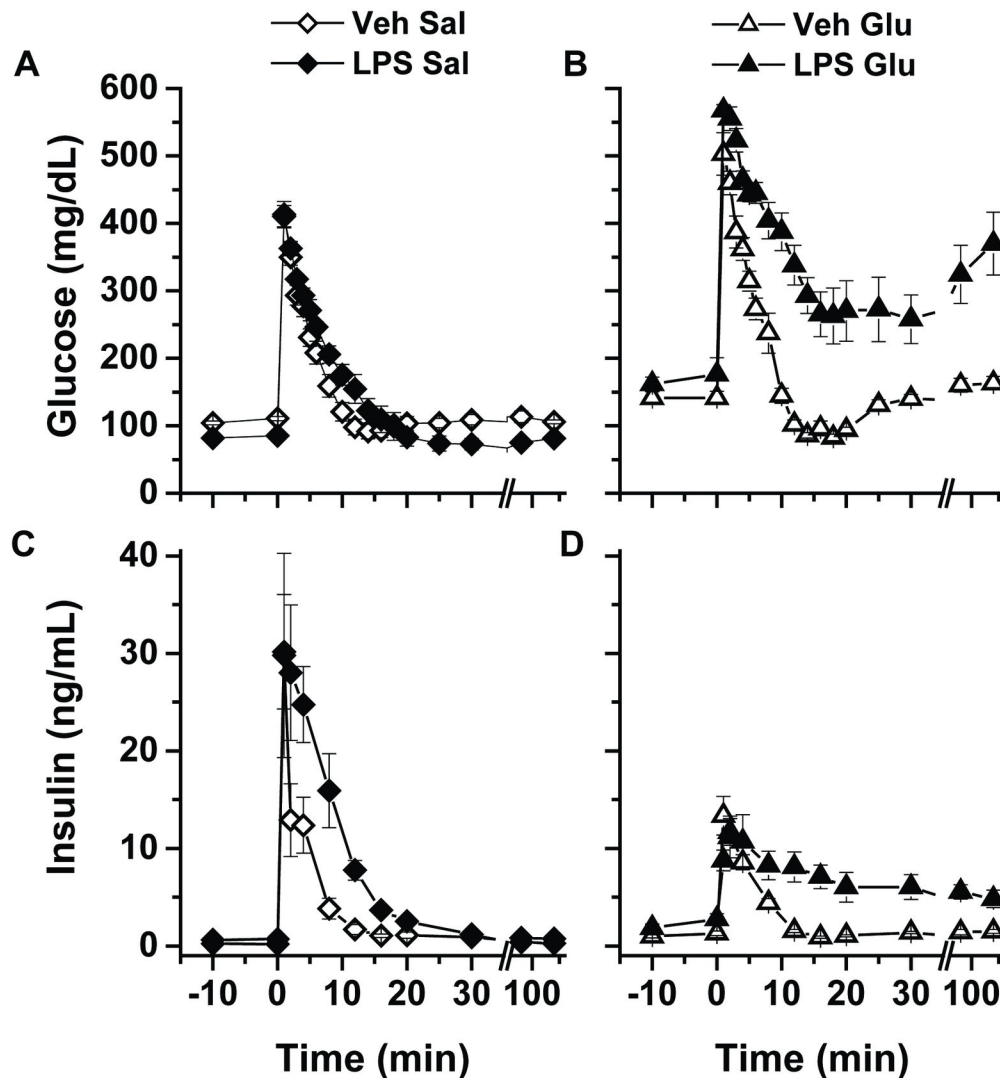 Veh Sal
LPS Sal
Veh Glu
LPS Glu
A
B
600
500
400
300
200
100
0
Glucose (mg/dL)
C
D
40
30
20
10
0
Insulin (ng/mL)
-10 0 10 20 30 100
-10 0 10 20 30 100
Time (min)
Time (min)